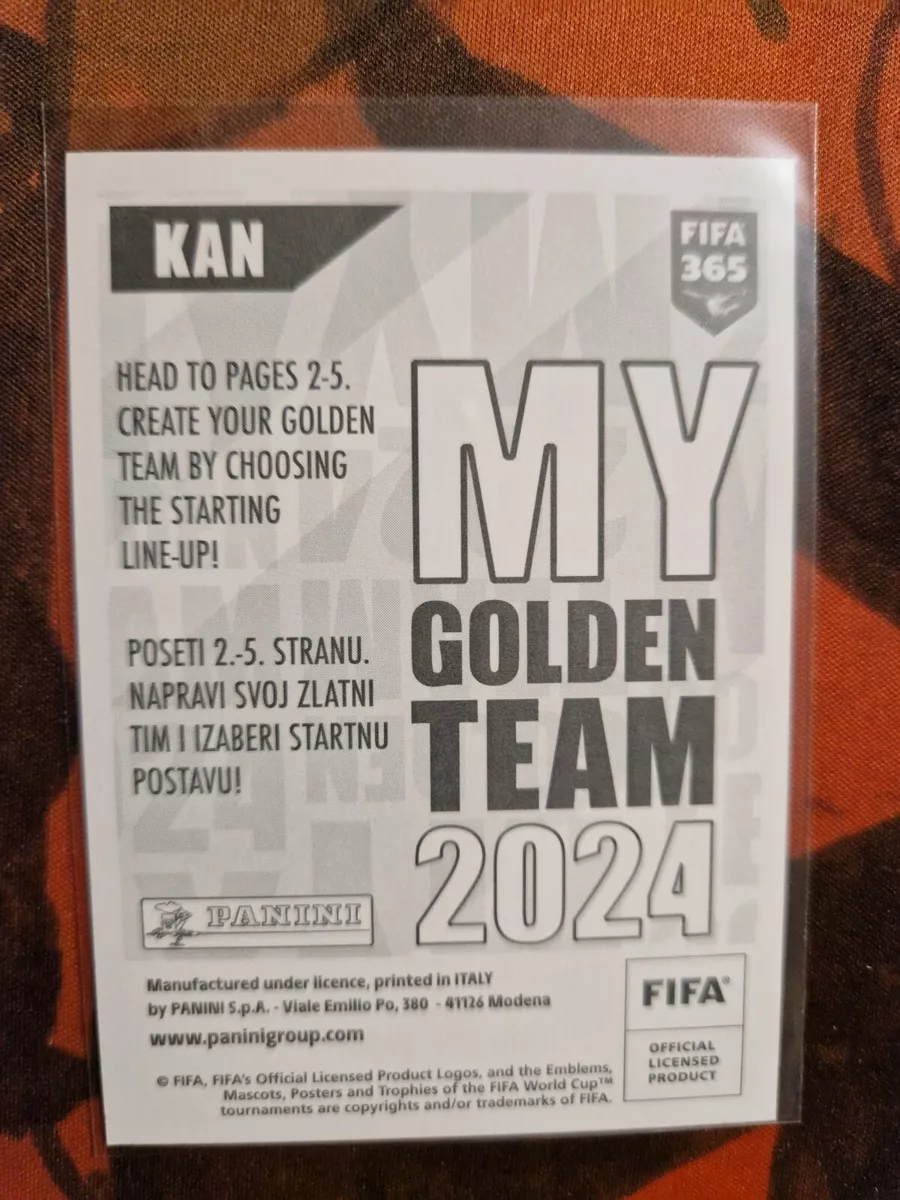 KAN
FIFA
365
HEAD TO PAGES 2-5.
CREATE YOUR GOLDEN
TEAM BY CHOOSING
THE STARTING
LINE-UP!
POSETI 2.-5. STRANU.
NAPRAVI SVOJ ZLATNI
TIM I IZABERI STARTNU
POSTAVU!
MY
GOLDEN
TEAM
2024
PANINI
Manufactured under licence, printed in ITALY
by PANINI S.p.A. - Viale Emilio Po, 380 - 41126 Modena
www.paninigroup.com
© FIFA, FIFA's Official Licensed Product Logos, and the Emblems,
Mascots, Posters and Trophies of the FIFA World Cup™
tournaments are copyrights and/or trademarks of FIFA.
FIFA®
OFFICIAL
LICENSED
PRODUCT